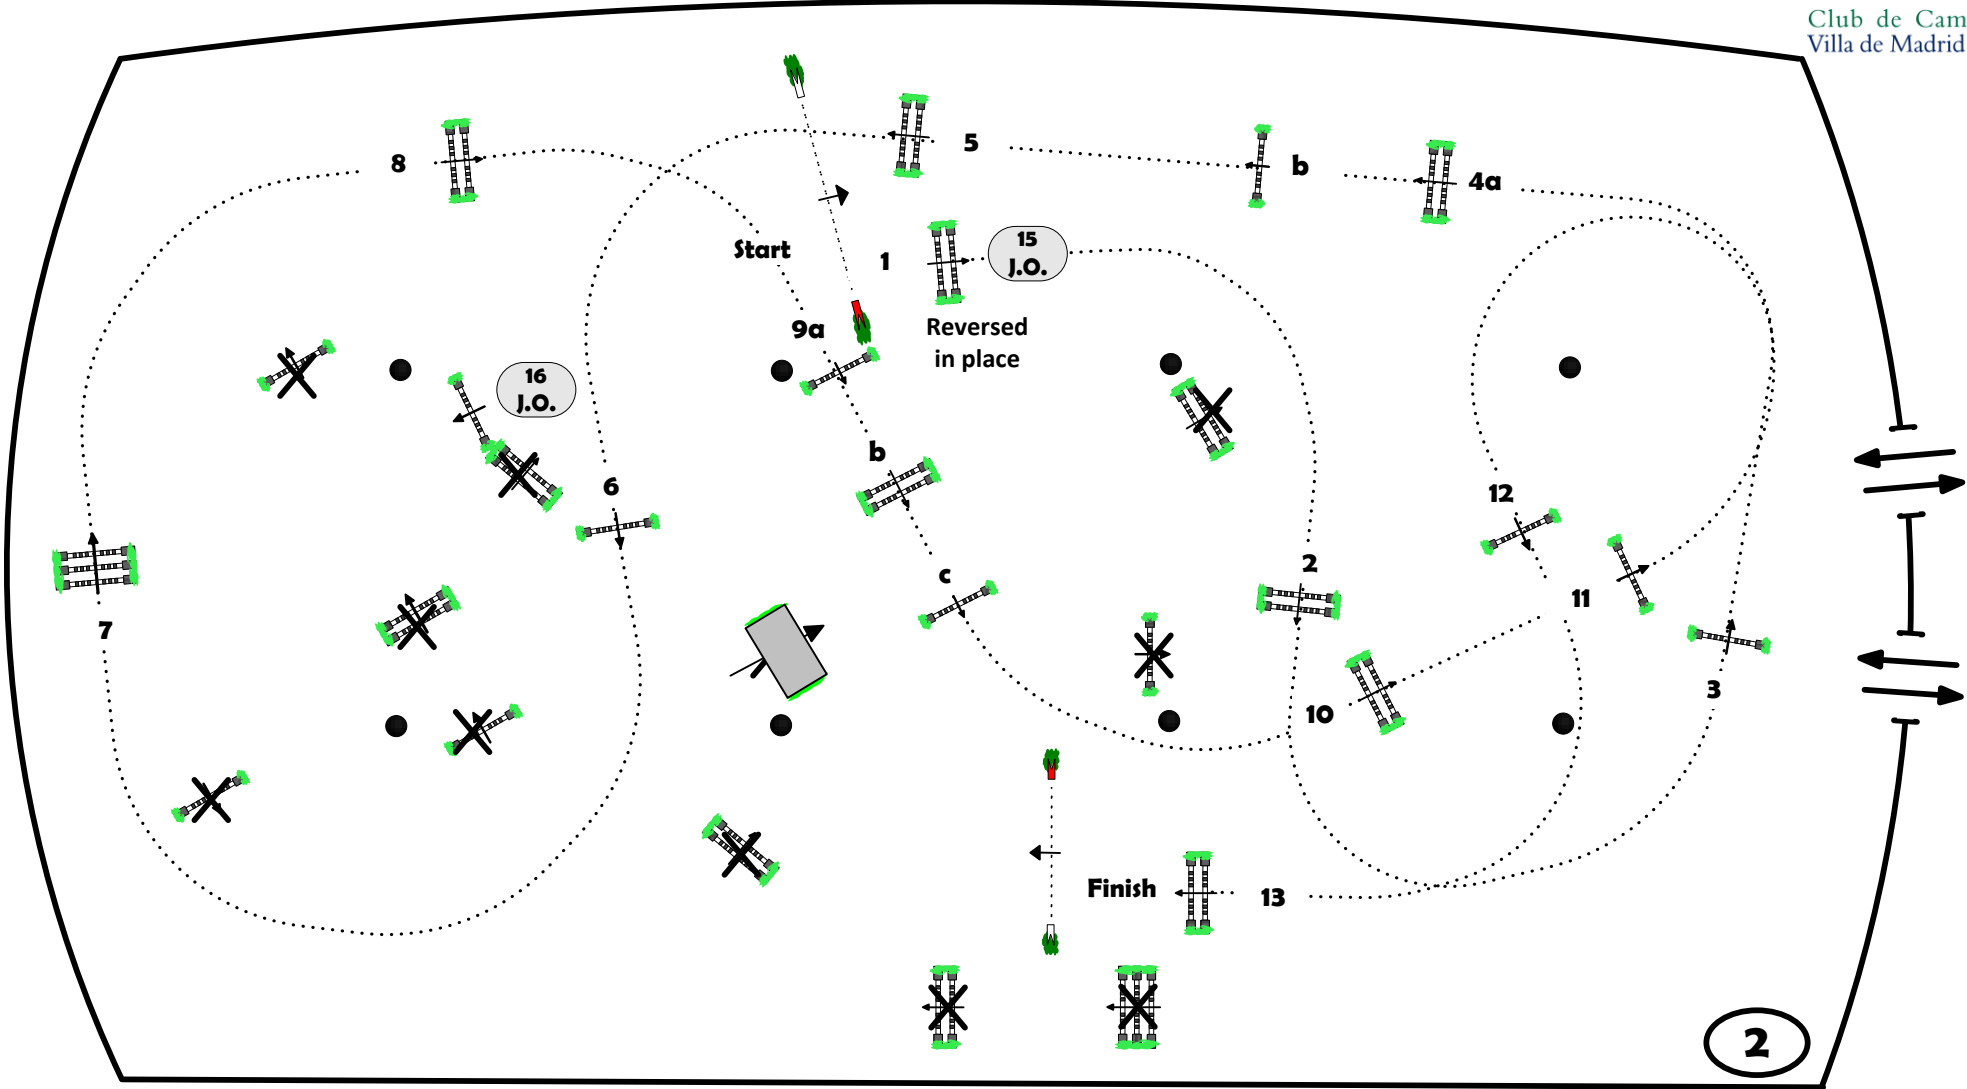 Club de Cam
Villa de Madrid
8
5
b
4a
Start
1
15
J.O.
9a
Reversed
in place
16
J.O.
b
6
12
c
2
11
7
10
3
Finish
13
2